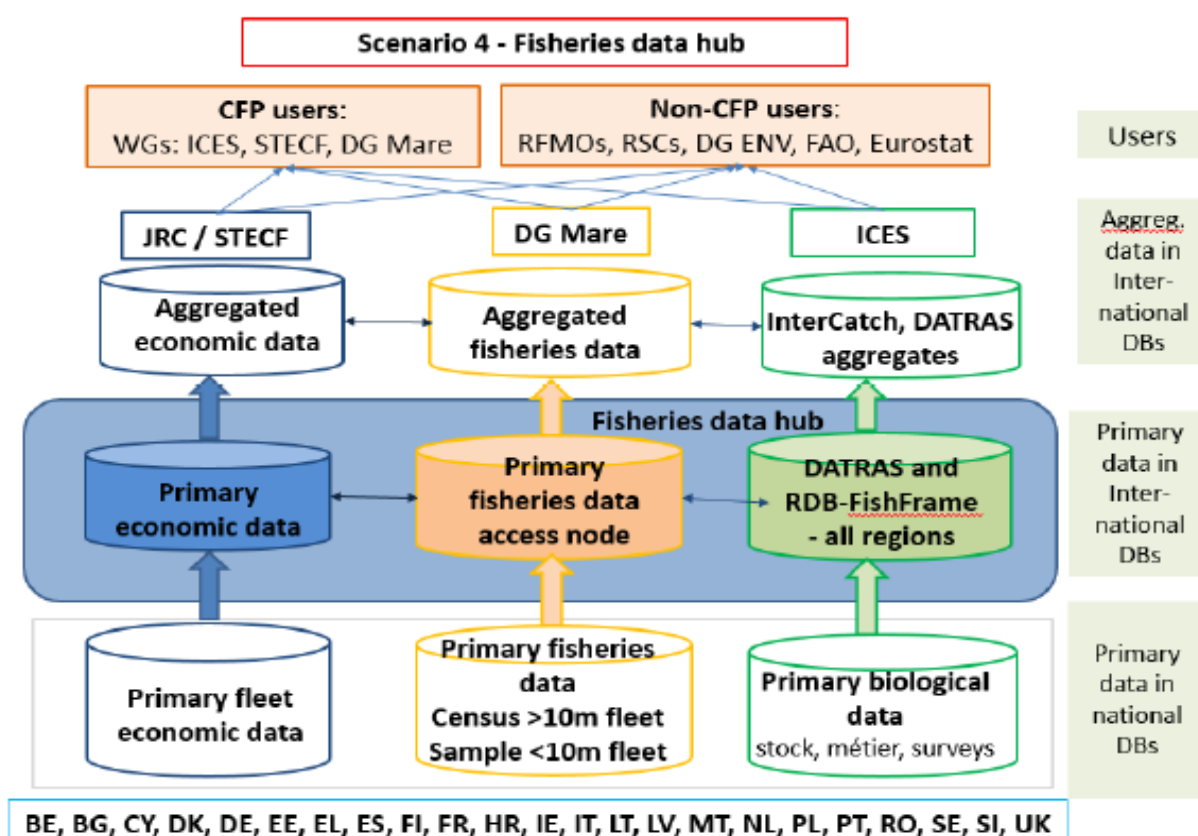 Scenario 4 - Fisheries data hub
CFP users:
WGs: ICES, STECF, DG Mare
Non-CFP users:
RFMOs, RSCs, DG ENV, FAO, Eurostat
Users
JRC / STECF
DG Mare
ICES
Aggreg.
data in
Inter-
national
DBs
Aggregated
economic data
Aggregated
fisheries data
InterCatch, DATRAS
aggregates
Fisheries data hub
Primary
economic data
Primary
fisheries data
access node
DATRAS and
RDB-FishFrame
- all regions
Primary
data in
Inter-
national
DBs
Primary fleet
economic data
Primary fisheries
data
Census >10m fleet
Sample <10m fleet
Primary biological
data
stock, métier, surveys
Primary
data in
national
DBs
BE, BG, CY, DK, DE, EE, EL, ES, FI, FR, HR, IE, IT, LT, LV, MT, NL, PL, PT, RO, SE, SI, UK